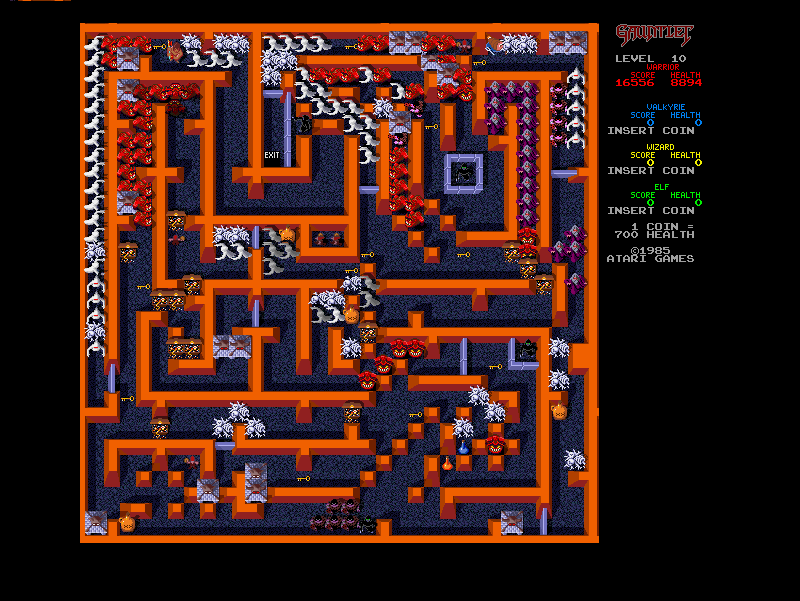 GAUNTLET
LEVEL 10
WARRIOR
SCORE HEALTH
16556 8894
VALKYRIE
SCORE HEALTH
0 0
INSERT COIN
WIZARD
SCORE HEALTH
0 0
INSERT COIN
ELF
SCORE HEALTH
0 0
INSERT COIN
1 COIN =
700 HEALTH
©1985
ATARI GAMES
EXIT